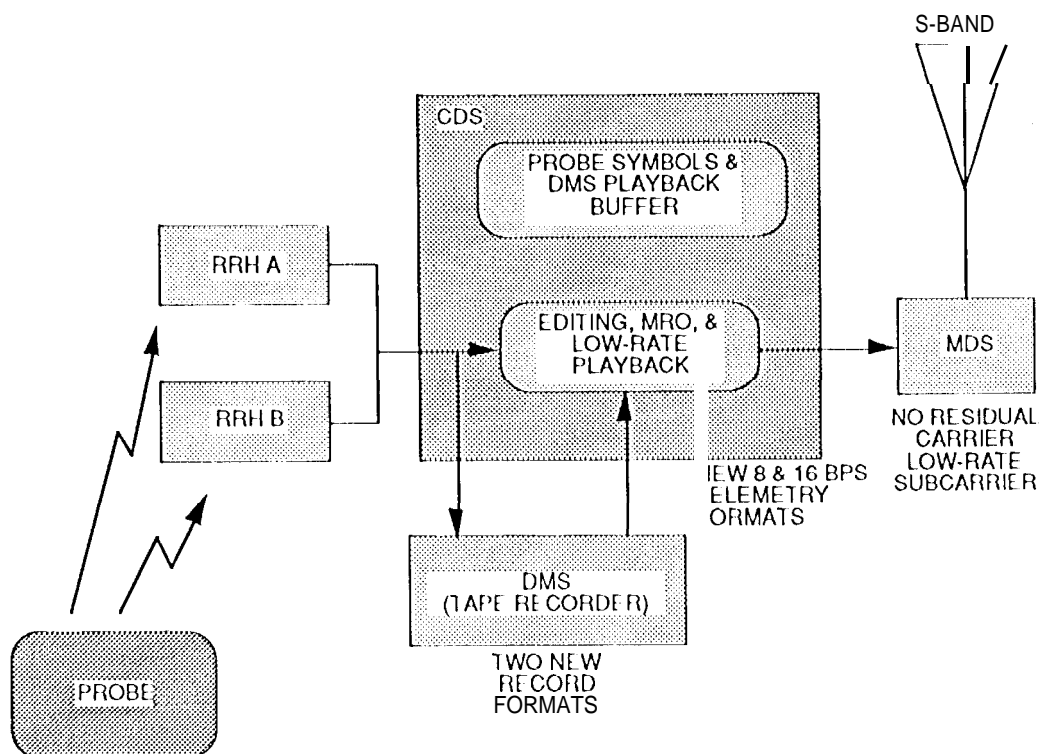 S-BAND
CDS
PROBE SYMBOLS &
DMS PLAYBACK
BUFFER
RRH A
EDITING, MRO, &
LOW-RATE
PLAYBACK
MDS
RRH B
NO RESIDUAL
CARRIER
LOW-RATE
SUBCARRIER
IEW 8 & 16 BPS
ELEMETRY
ORMATS
DMS
(TAPE RECORDER)
TWO NEW
RECORD
FORMATS
PROBE